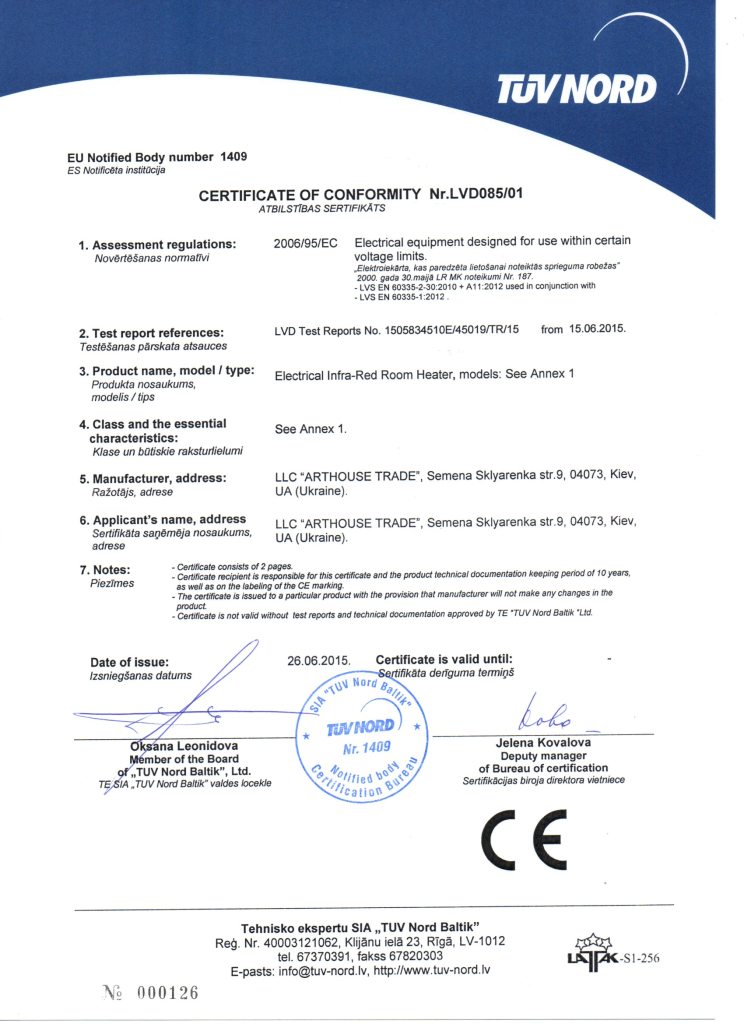 TÜV NORD
EU Notified Body number 1409
ES Notificēta institūcija
CERTIFICATE OF CONFORMITY Nr.LVD085/01
ATBILSTĪBAS SERTIFIKĀTS
1. Assessment regulations: 2006/95/EC Electrical equipment designed for use within certain
Novērtēšanas normatīvi voltage limits.
„Elektroiekārta, kas paredzēta lietošanai noteiktās sprieguma robežas"
2000. gada 30.maijā LR MK noteikumi Nr. 187.
- LVS EN 60335-2-30:2010 + A11:2012 used in conjunction with
- LVS EN 60335-1:2012 .
2. Test report references: LVD Test Reports No. 1505834510E/45019/TR/15 from 15.06.2015.
Testēšanas pārskata atsauces
3. Product name, model / type: Electrical Infra-Red Room Heater, models: See Annex 1
Produkta nosaukums,
modelis / tips
4. Class and the essential
characteristics: See Annex 1.
Klase un būtiskie raksturlielumi
5. Manufacturer, address: LLC "ARTHOUSE TRADE", Semena Sklyarenka str.9, 04073, Kiev,
Ražotājs, adrese UA (Ukraine).
6. Applicant's name, address LLC "ARTHOUSE TRADE", Semena Sklyarenka str.9, 04073, Kiev,
Sertifikāta saņēmēja nosaukums, UA (Ukraine).
adrese
7. Notes: - Certificate consists of 2 pages.
Piezīmes - Certificate recipient is responsible for this certificate and the product technical documentation keeping period of 10 years,
as well as on the labeling of the CE marking.
- The certificate is issued to a particular product with the provision that manufacturer will not make any changes in the
product.
- Certificate is not valid without test reports and technical documentation approved by TE "TUV Nord Baltik "Ltd.
Date of issue: 26.06.2015. Certificate is valid until: -
Izsniegšanas datums Sertifikāta derīguma termiņš
SIA "TUV Nord Baltik"
TÜV NORD
Nr. 1409
Notified body
Certification Bureau
Oksana Leonidova
Member of the Board
of „TUV Nord Baltik", Ltd.
TE SIA „TUV Nord Baltik" valdes locekle
Jelena Kovalova
Deputy manager
of Bureau of certification
Sertifikācijas biroja direktora vietniece
CE
Tehnisko ekspertu SIA „TUV Nord Baltik"
Reģ. Nr. 40003121062, Klijānu ielā 23, Rīgā, LV-1012
tel. 67370391, fakss 67820303
E-pasts: info@tuv-nord.lv, http://www.tuv-nord.lv
LATAK-S1-256
№ 000126